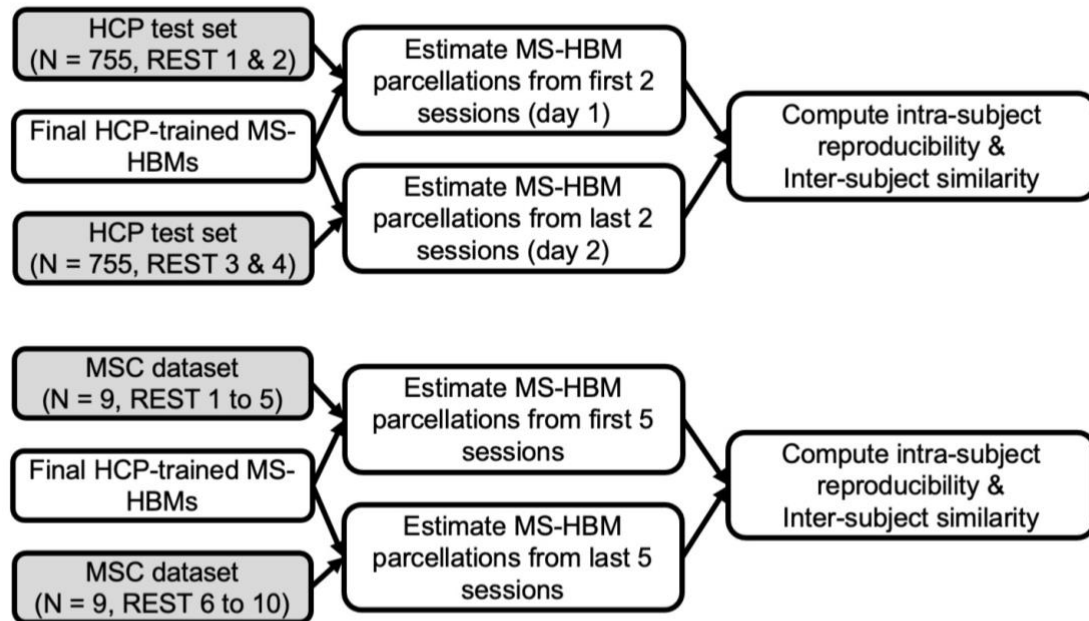 HCP test set
(N = 755, REST 1 & 2)
Final HCP-trained MS-
HBMs
HCP test set
(N = 755, REST 3 & 4)
Estimate MS-HBM
parcellations from first 2
sessions (day 1)
Estimate MS-HBM
parcellations from last 2
sessions (day 2)
Compute intra-subject
reproducibility &
Inter-subject similarity
MSC dataset
(N = 9, REST 1 to 5)
Final HCP-trained MS-
HBMs
MSC dataset
(N = 9, REST 6 to 10)
Estimate MS-HBM
parcellations from first 5
sessions
Estimate MS-HBM
parcellations from last 5
sessions
Compute intra-subject
reproducibility &
Inter-subject similarity